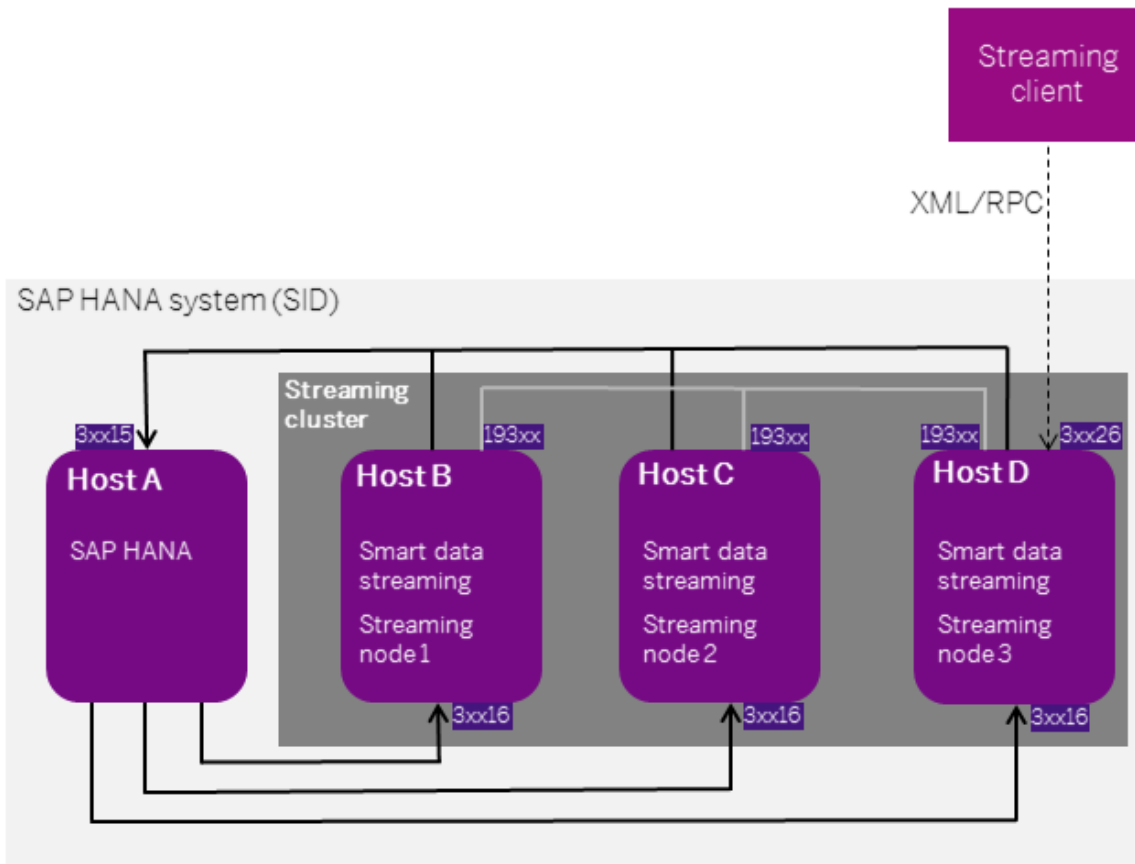 Streaming
client
XML/RPC
SAP HANA system (SID)
Streaming
cluster
3xx15
193xx
193xx
193xx
3xx26
Host A
SAP HANA
Host B
Smart data
streaming
Streaming
node 1
Host C
Smart data
streaming
Streaming
node 2
Host D
Smart data
streaming
Streaming
node 3
3xx16
3xx16
3xx16